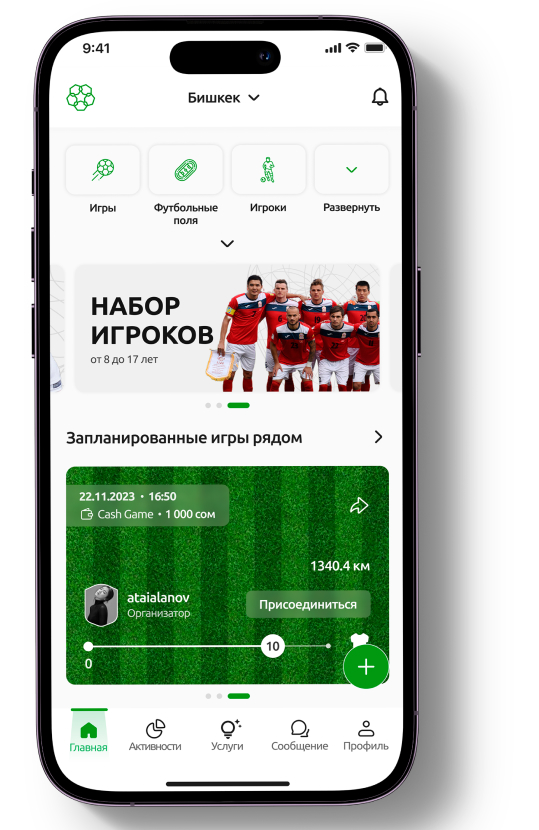 9:41
Бишкек
Игры
Футбольные
поля
Игроки
Развернуть
НАБОР
ИГРОКОВ
от 8 до 17 лет
Запланированные игры рядом
22.11.2023 • 16:50
Cash Game • 1 000 сом
1340.4 км
ataialanov
Организатор
Присоединиться
10
0
Главная
Активности
Услуги
Сообщение
Профиль